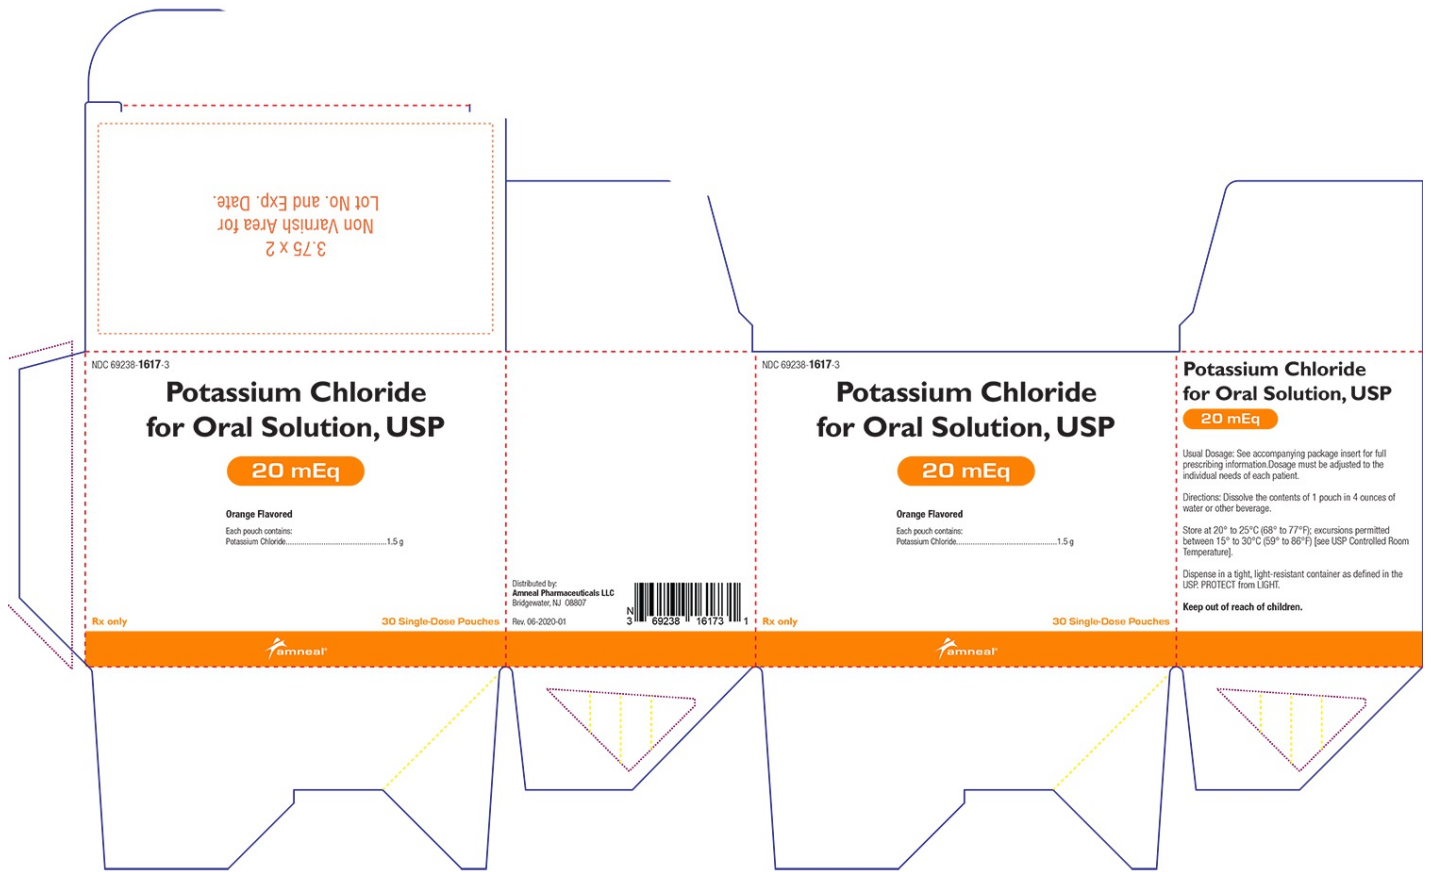 3.75 x 2
Non Varnish Area for
Lot No. and Exp. Date.
NDC 69238-1617-3
Potassium Chloride
for Oral Solution, USP
20 mEq
Orange Flavored
Each pouch contains:
Potassium Chloride................................................1.5 g
Rx only
30 Single-Dose Pouches
amneal®
Distributed by:
Amneal Pharmaceuticals LLC
Bridgewater, NJ 08807
Rev. 06-2020-01
N
3 69238 16173 1
NDC 69238-1617-3
Potassium Chloride
for Oral Solution, USP
20 mEq
Orange Flavored
Each pouch contains:
Potassium Chloride................................................1.5 g
Rx only
30 Single-Dose Pouches
amneal®
Potassium Chloride
for Oral Solution, USP
20 mEq
Usual Dosage: See accompanying package insert for full
prescribing information.Dosage must be adjusted to the
individual needs of each patient.
Directions: Dissolve the contents of 1 pouch in 4 ounces of
water or other beverage.
Store at 20° to 25°C (68° to 77°F); excursions permitted
between 15° to 30°C (59° to 86°F) [see USP Controlled Room
Temperature].
Dispense in a tight, light-resistant container as defined in the
USP. PROTECT from LIGHT.
Keep out of reach of children.